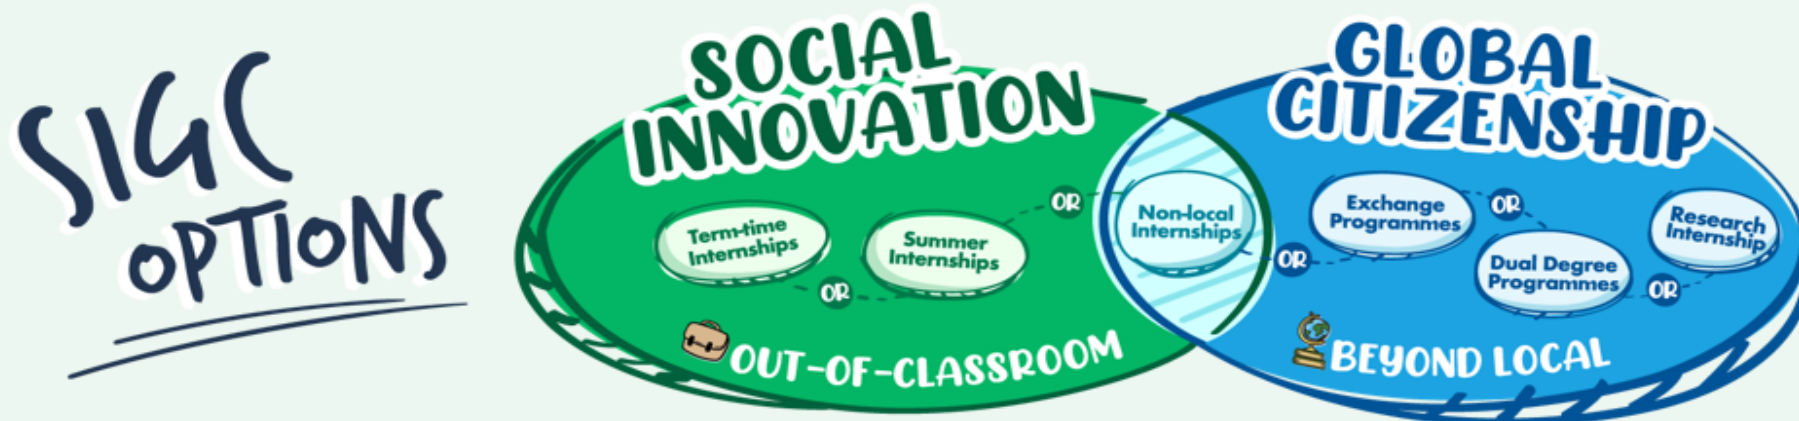 SIGC
OPTIONS
SOCIAL
INNOVATION
Term-time
Internships
OR
Summer
Internships
OR
Non-local
Internships
OUT-OF-CLASSROOM
GLOBAL
CITIZENSHIP
OR
Exchange
Programmes
OR
Dual Degree
Programmes
OR
Research
Internship
BEYOND LOCAL